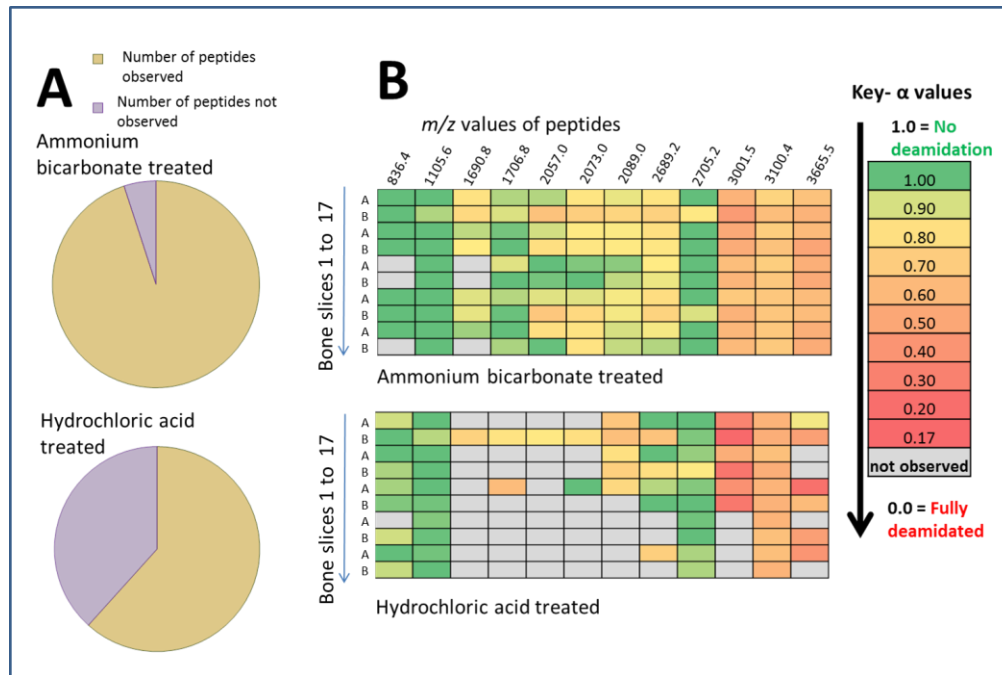 A
Number of peptides
observed
Number of peptides not
observed
Ammonium
bicarbonate treated
Hydrochloric acid
treated
B
m/z values of peptides
836.4
1105.6
1690.8
1706.8
2057.0
2073.0
2089.0
2689.2
2705.2
3001.5
3100.4
3665.5
Bone slices 1 to 17
A
B
A
B
A
B
A
B
A
B
Ammonium bicarbonate treated
Bone slices 1 to 17
A
B
A
B
A
B
A
B
A
B
Hydrochloric acid treated
Key- α values
1.0 = No
deamidation
1.00
0.90
0.80
0.70
0.60
0.50
0.40
0.30
0.20
0.17
not observed
0.0 = Fully
deamidated